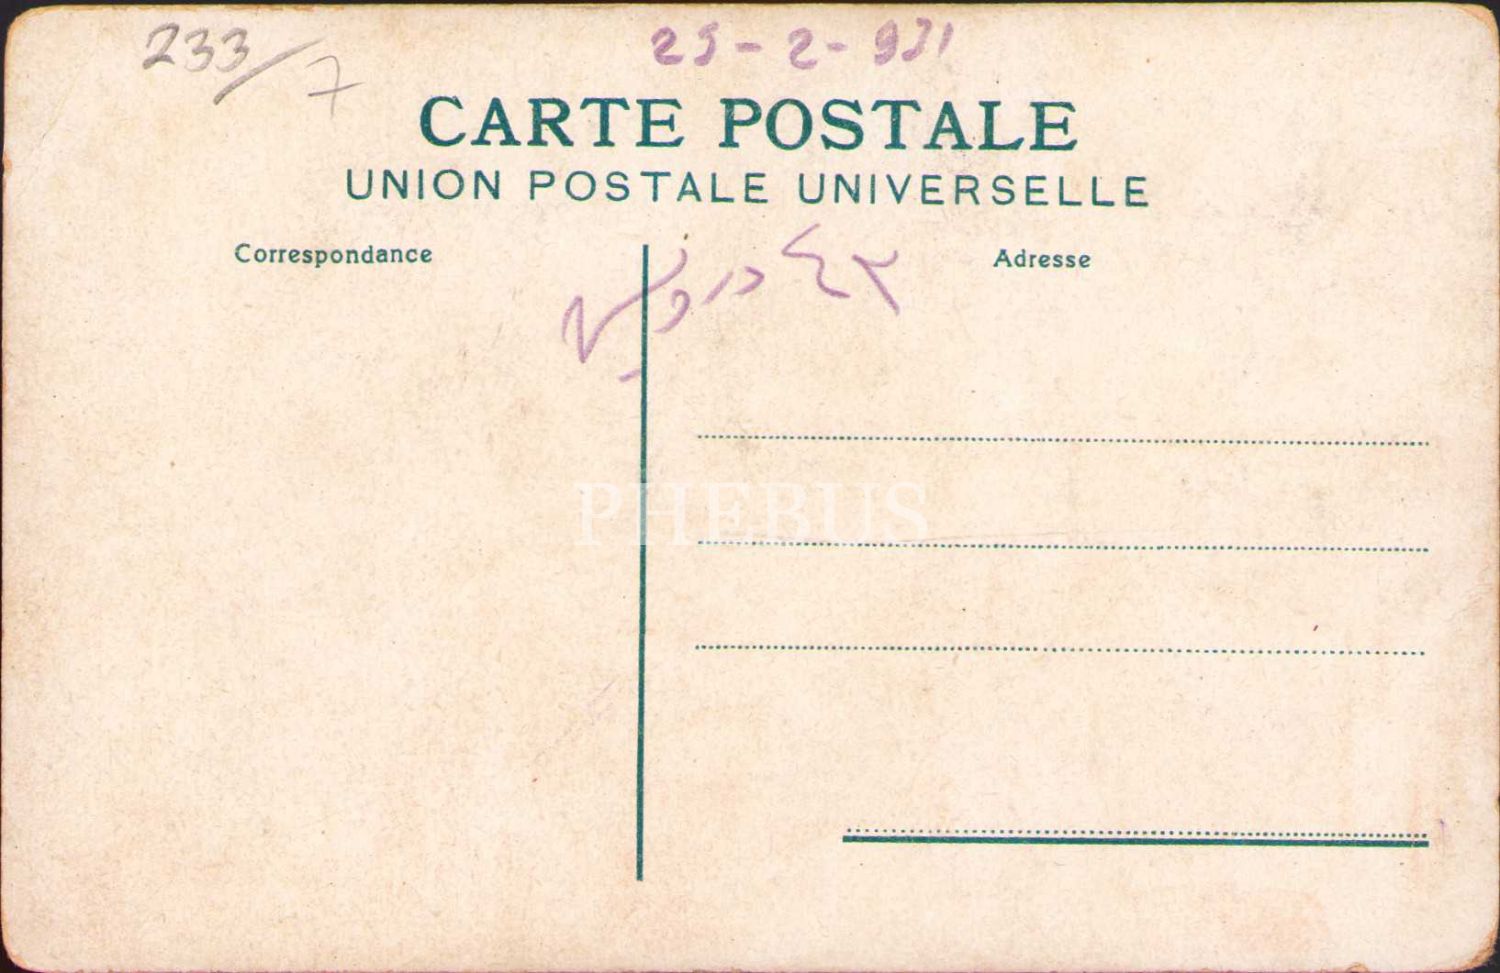 233/7
25-2-931
CARTE POSTALE
UNION POSTALE UNIVERSELLE
Correspondance
Adresse
PHEBUS